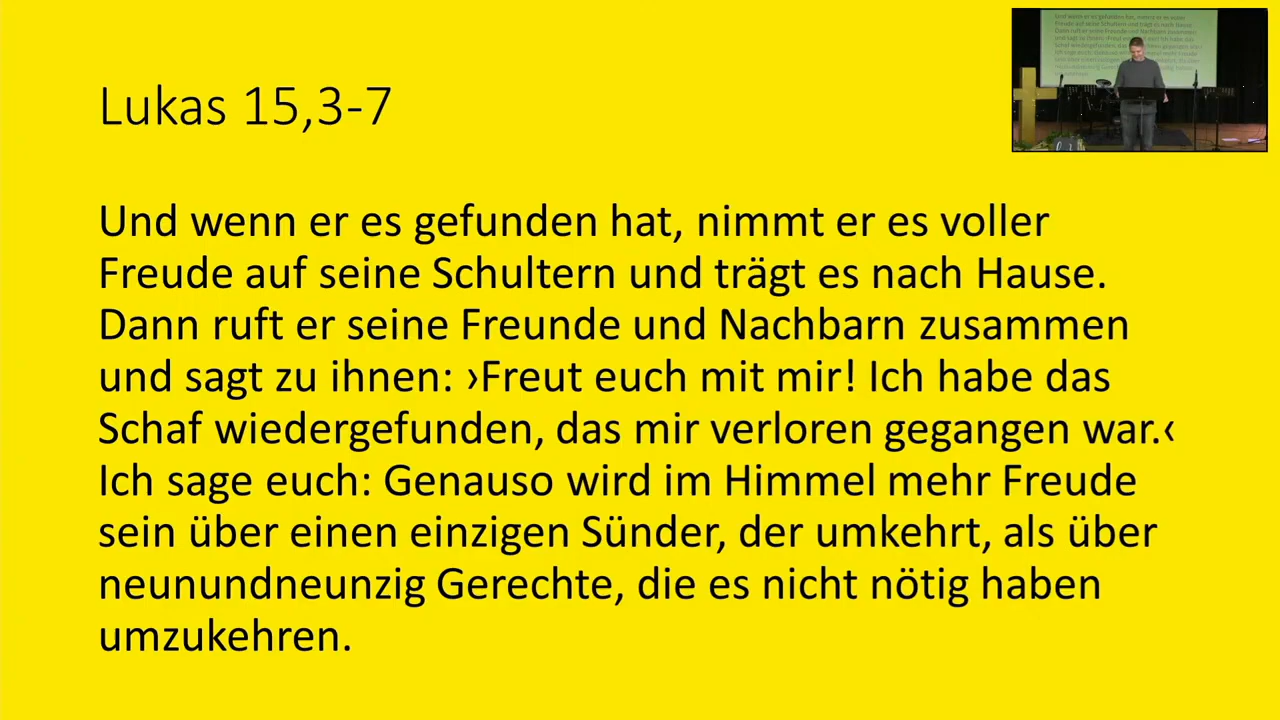 Lukas 15,3-7
Und wenn er es gefunden hat, nimmt er es voller
Freude auf seine Schultern und trägt es nach Hause.
Dann ruft er seine Freunde und Nachbarn zusammen
und sagt zu ihnen: ›Freut euch mit mir! Ich habe das
Schaf wiedergefunden, das mir verloren gegangen war.‹
Ich sage euch: Genauso wird im Himmel mehr Freude
sein über einen einzigen Sünder, der umkehrt, als über
neunundneunzig Gerechte, die es nicht nötig haben
umzukehren.